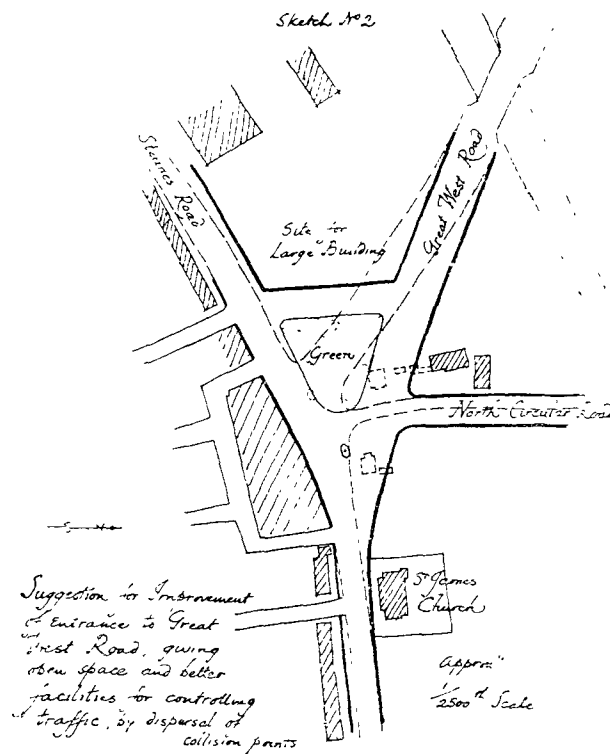 Sketch Nº 2
Staines
Road
Great West Road
Site for
Large Building
Green
North Circular Road
St James
Church
Suggestion for Improvement
of Entrance to Great
West Road, giving
open space and better
facilities for controlling
traffic, by dispersal of
collision points
Approx
1/2500th Scale